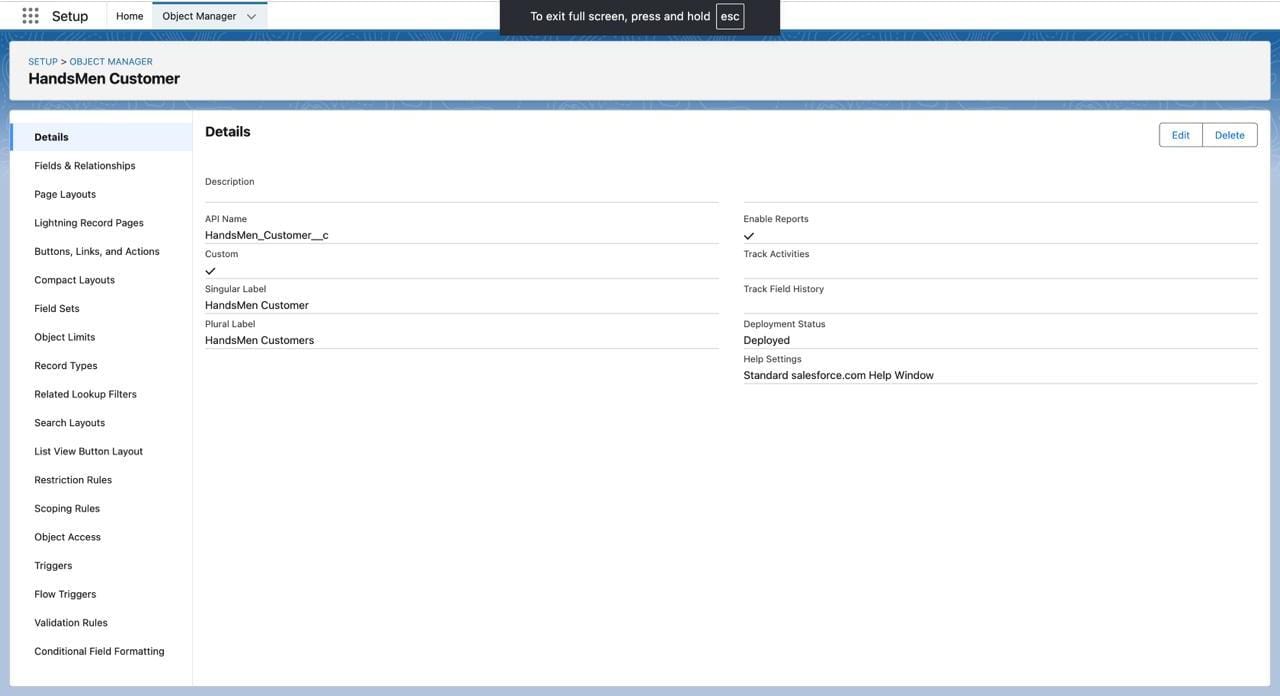 Setup
Home
Object Manager
To exit full screen, press and hold esc
SETUP > OBJECT MANAGER
HandsMen Customer
Details
Fields & Relationships
Page Layouts
Lightning Record Pages
Buttons, Links, and Actions
Compact Layouts
Field Sets
Object Limits
Record Types
Related Lookup Filters
Search Layouts
List View Button Layout
Restriction Rules
Scoping Rules
Object Access
Triggers
Flow Triggers
Validation Rules
Conditional Field Formatting
Details
Edit
Delete
Description
API Name
HandsMen_Customer__c
Custom
Singular Label
HandsMen Customer
Plural Label
HandsMen Customers
Enable Reports
Track Activities
Track Field History
Deployment Status
Deployed
Help Settings
Standard salesforce.com Help Window